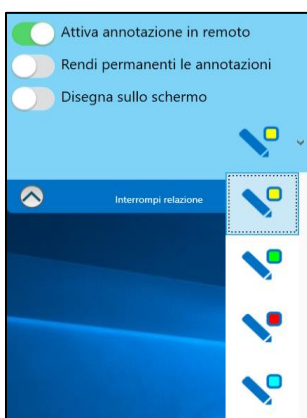 Attiva annotazione in remoto
Rendi permanenti le annotazioni
Disegna sullo schermo
Interrompi relazione